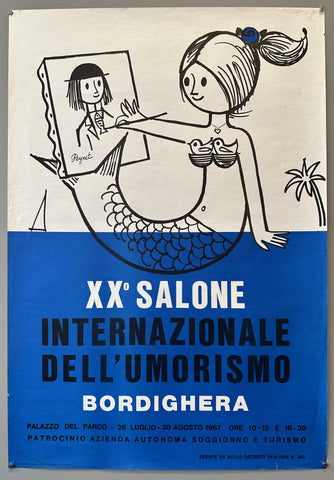 Peynet
XXº SALONE
INTERNAZIONALE
DELL'UMORISMO
BORDIGHERA
PALAZZO DEL PARCO - 26 LUGLIO-30 AGOSTO 1967 ORE 10-12 E 16-20
PATROCINIO AZIENDA AUTONOMA SOGGIORNO E TURISMO